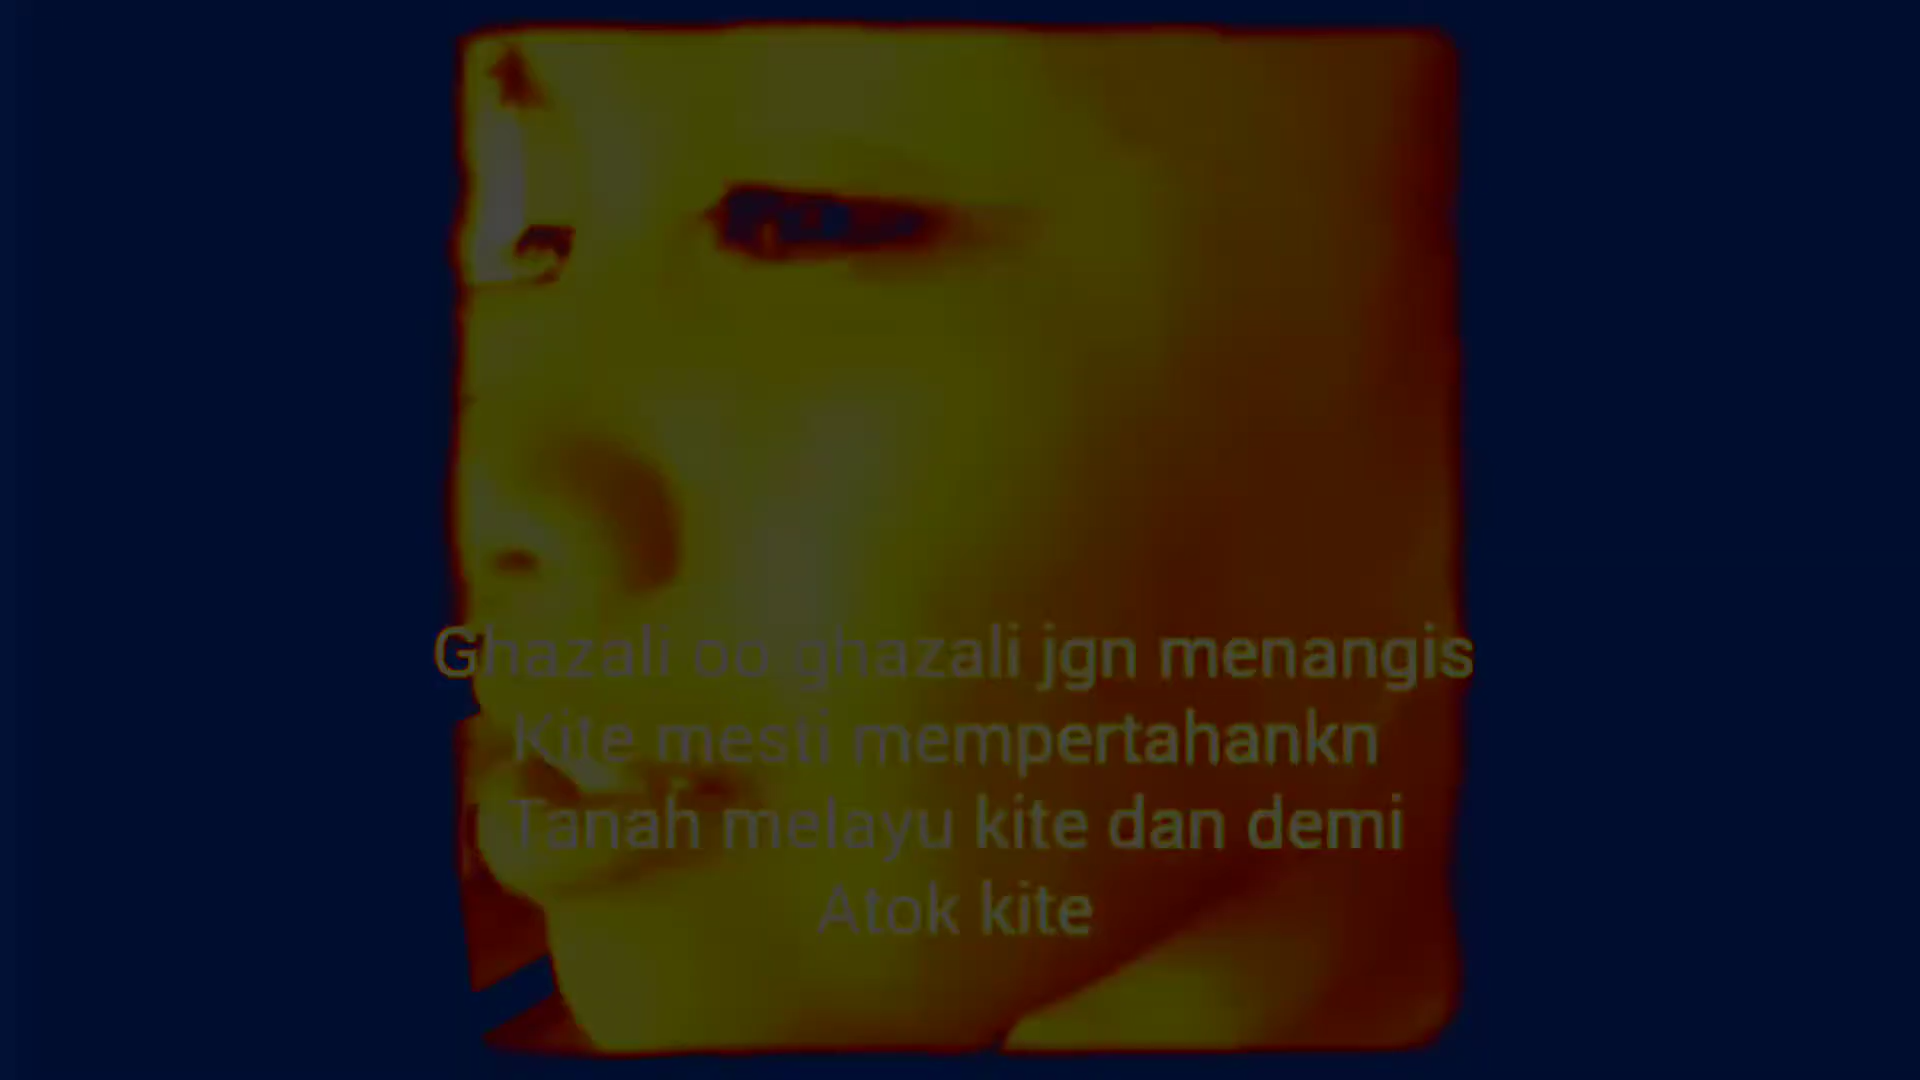 Ghazali oo ghazali jgn menangis
Kite mesti mempertahankn
Tanah melayu kite dan demi
Atok kite